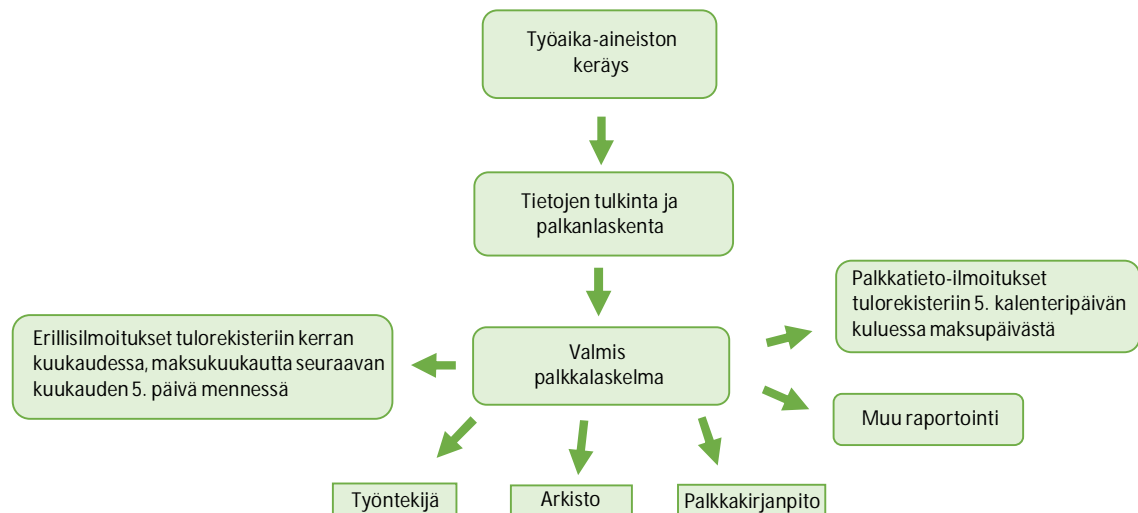 Työaika-aineiston
keräys
Tietojen tulkinta ja
palkanlaskenta
Palkkatieto-ilmoitukset
tulorekisteriin 5. kalenteripäivän
kuluessa maksupäivästä
Erillisilmoitukset tulorekisteriin kerran
kuukaudessa, maksukuukautta seuraavan
kuukauden 5. päivä mennessä
Valmis
palkkalaskelma
Muu raportointi
Työntekijä
Arkisto
Palkkakirjanpito